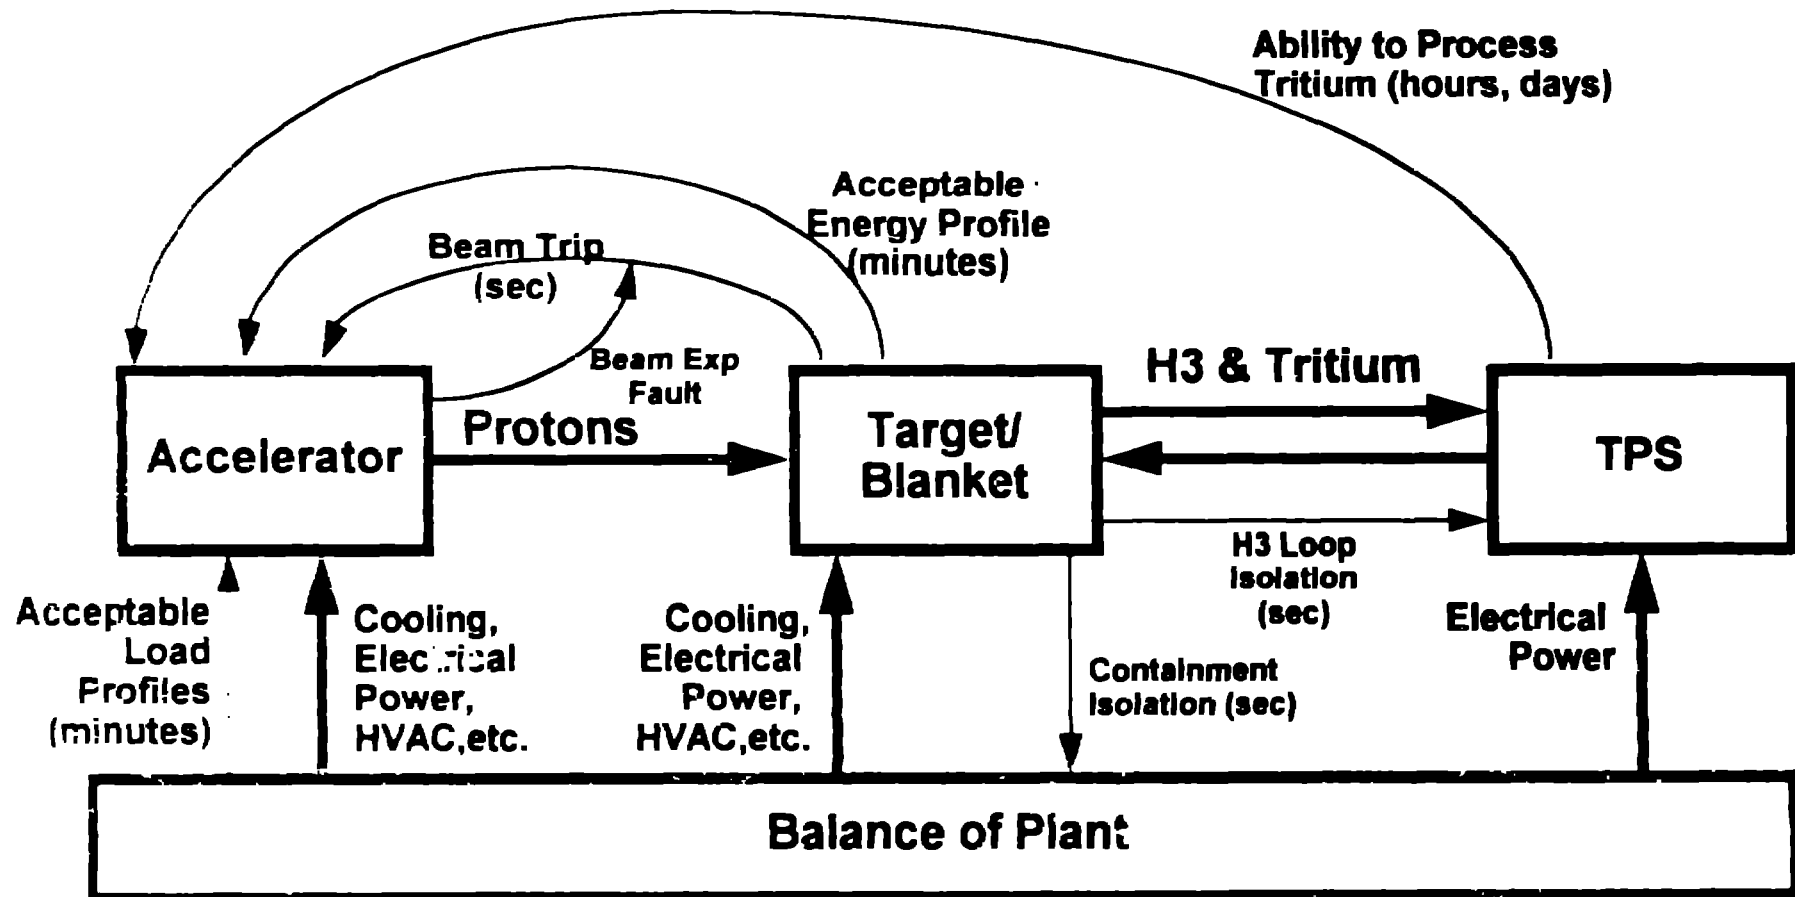 Ability to Process
Tritium (hours, days)
Acceptable
Energy Profile
(minutes)
Beam Trip
(sec)
Beam Exp
Fault
H3 & Tritium
Protons
Accelerator
Target/
Blanket
TPS
H3 Loop
Isolation
(sec)
Acceptable
Load
Profiles
(minutes)
Cooling,
Electrical
Power,
HVAC,etc.
Cooling,
Electrical
Power,
HVAC,etc.
Containment
Isolation (sec)
Electrical
Power
Balance of Plant